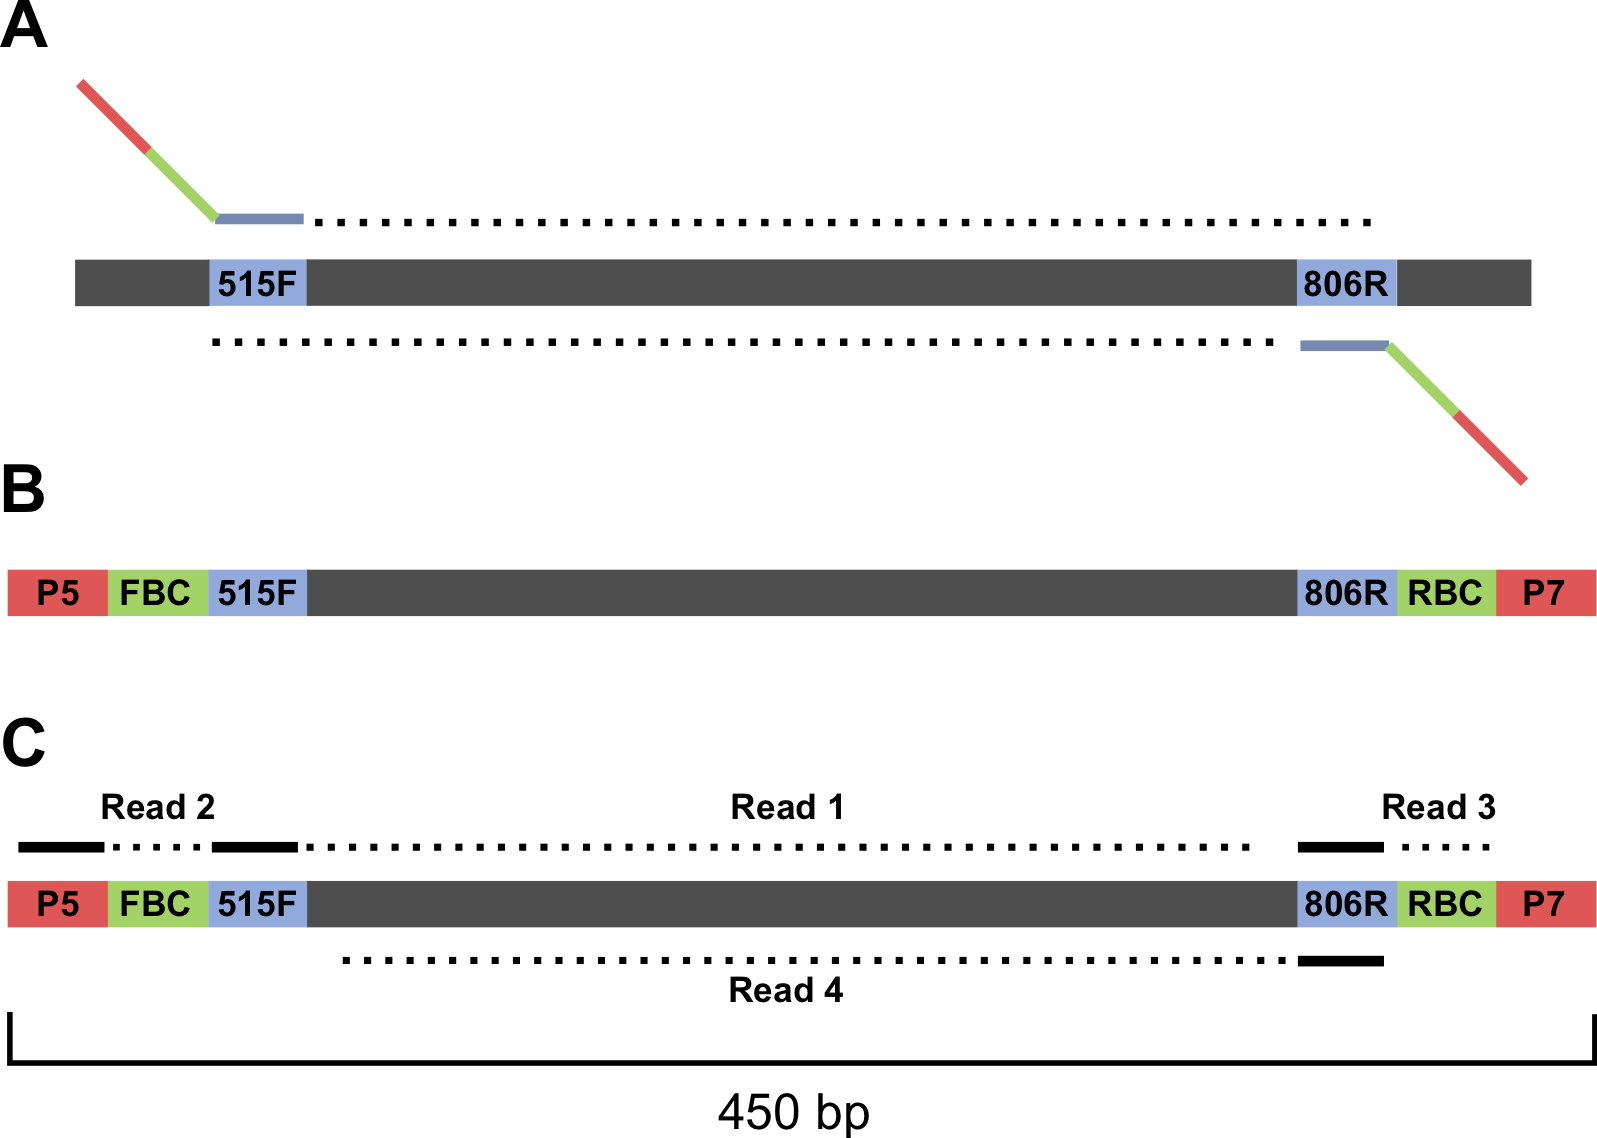 A
515F 806R
B
P5 FBC 515F 806R RBC P7
C
Read 2 Read 1 Read 3
P5 FBC 515F 806R RBC P7
Read 4
450 bp